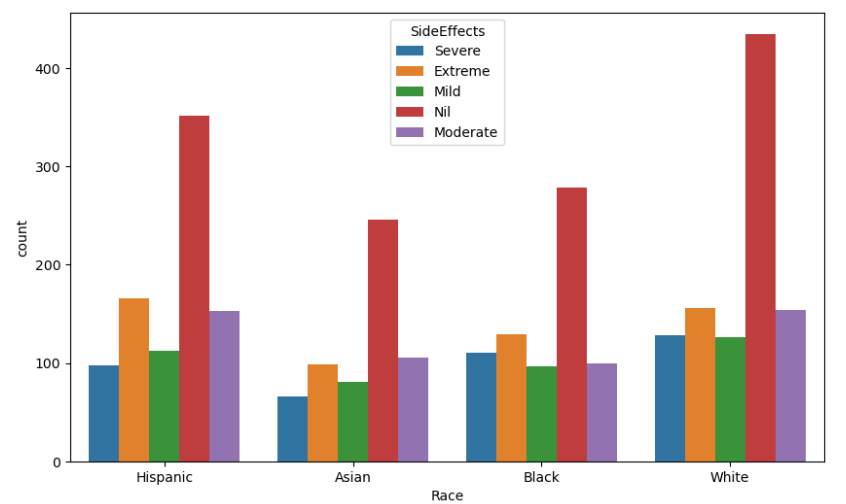 SideEffects
Severe
Extreme
Mild
Nil
Moderate
count
400
300
200
100
0
Hispanic Asian Black White
Race